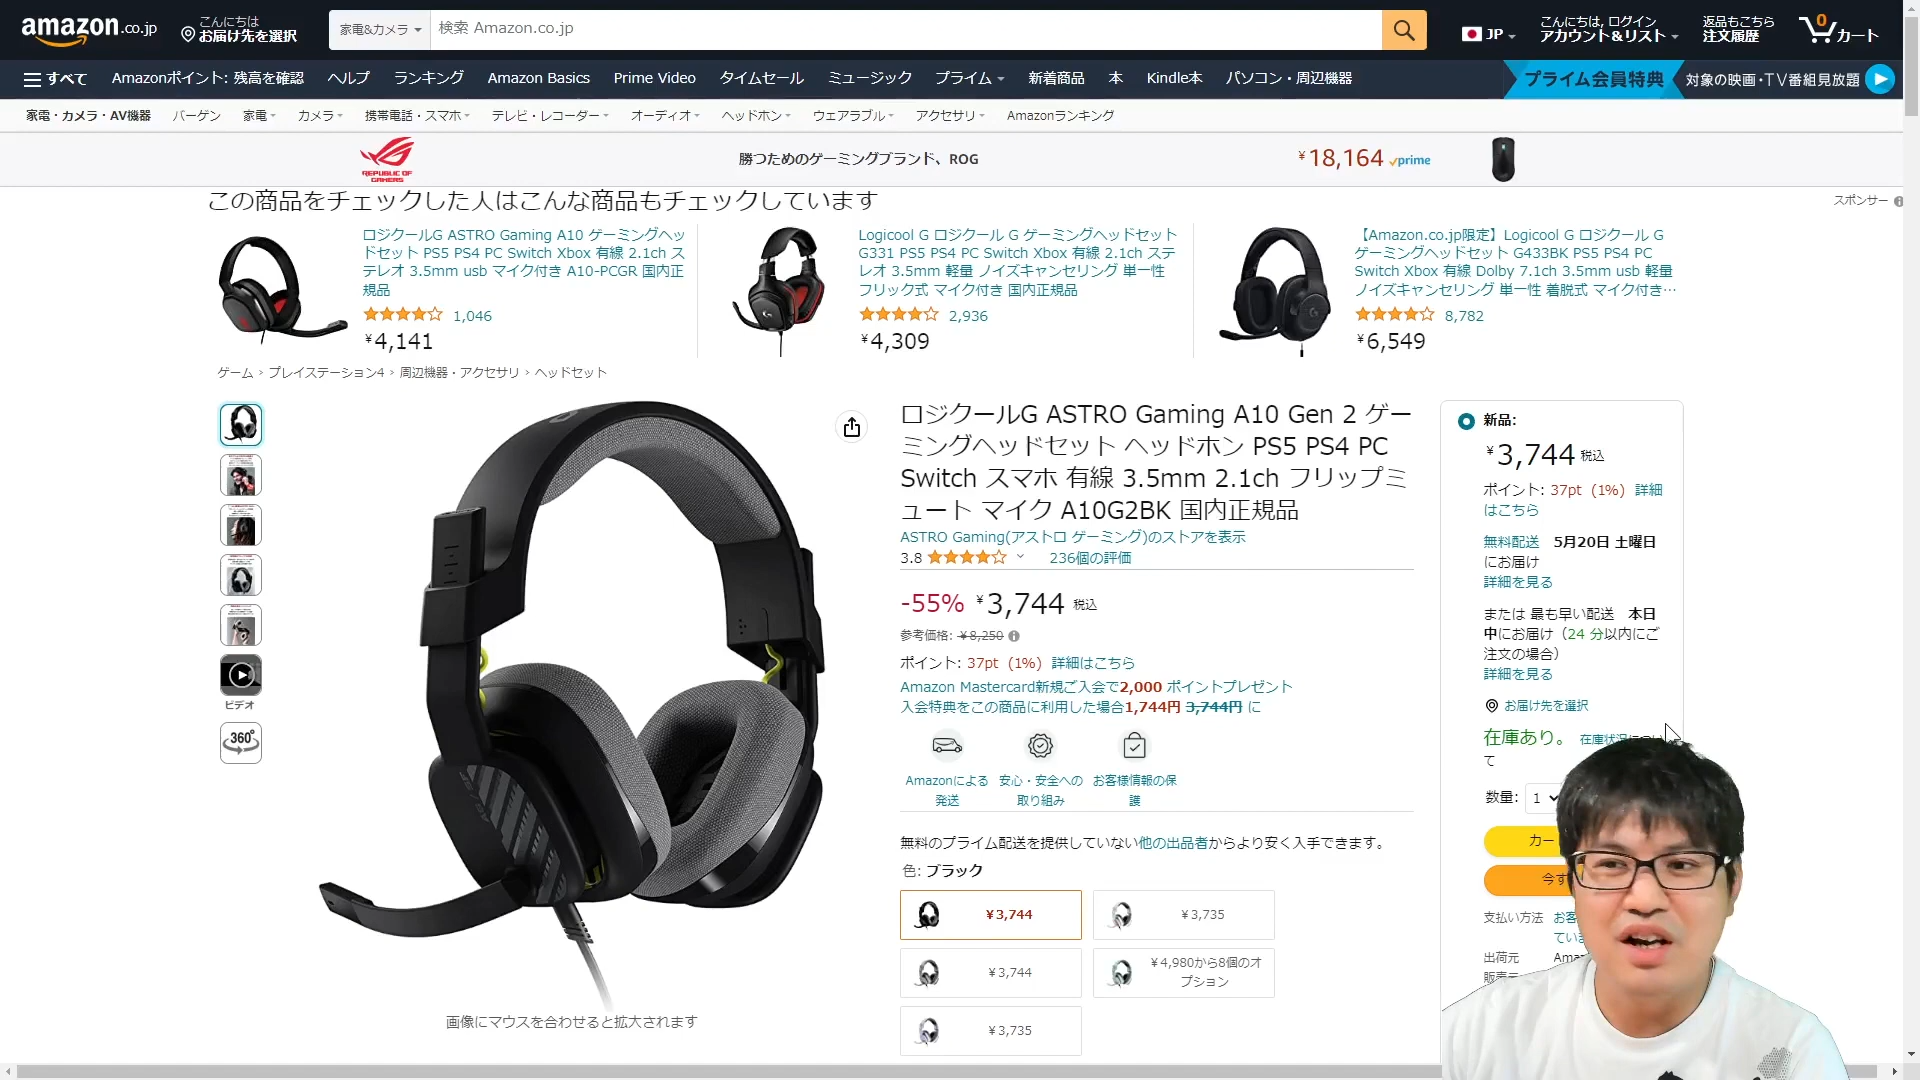 amazon.co.jp
こんにちは
お届け先を選択
家電&カメラ
検索 Amazon.co.jp
JP
こんにちは, ログイン
アカウント&リスト
返品もこちら
注文履歴
0
カート
すべて
Amazonポイント: 残高を確認
ヘルプ
ランキング
Amazon Basics
Prime Video
タイムセール
ミュージック
プライム
新着商品
本
Kindle本
パソコン・周辺機器
プライム会員特典
対象の映画・TV番組見放題
家電・カメラ・AV機器
バーゲン
家電
カメラ
携帯電話・スマホ
テレビ・レコーダー
オーディオ
ヘッドホン
ウェアラブル
アクセサリ
Amazonランキング
REPUBLIC OF
GAMERS
勝つためのゲーミングブランド、ROG
¥18,164 prime
この商品をチェックした人はこんな商品もチェックしています
スポンサー
ロジクールG ASTRO Gaming A10 ゲーミングヘッ
ドセット PS5 PS4 PC Switch Xbox 有線 2.1ch ス
テレオ 3.5mm usb マイク付き A10-PCGR 国内正
規品
1,046
¥4,141
Logicool G ロジクール G ゲーミングヘッドセット
G331 PS5 PS4 PC Switch Xbox 有線 2.1ch ステ
レオ 3.5mm 軽量 ノイズキャンセリング 単一性
フリック式 マイク付き 国内正規品
2,936
¥4,309
【Amazon.co.jp限定】Logicool G ロジクール G
ゲーミングヘッドセット G433BK PS5 PS4 PC
Switch Xbox 有線 Dolby 7.1ch 3.5mm usb 軽量
ノイズキャンセリング 単一性 着脱式 マイク付き…
8,782
¥6,549
ゲーム › プレイステーション4 › 周辺機器・アクセサリ › ヘッドセット
ビデオ
360°
画像にマウスを合わせると拡大されます
ロジクールG ASTRO Gaming A10 Gen 2 ゲー
ミングヘッドセット ヘッドホン PS5 PS4 PC
Switch スマホ 有線 3.5mm 2.1ch フリップミ
ュート マイク A10G2BK 国内正規品
ASTRO Gaming(アストロ ゲーミング)のストアを表示
3.8
236個の評価
-55% ¥3,744 税込
参考価格: ¥8,250
ポイント: 37pt (1%) 詳細はこちら
Amazon Mastercard新規ご入会で2,000 ポイントプレゼント
入会特典をこの商品に利用した場合1,744円 3,744円 に
Amazonによる
発送
安心・安全への
取り組み
お客様情報の保
護
無料のプライム配送を提供していない他の出品者からより安く入手できます。
色: ブラック
¥3,744
¥3,735
¥3,744
¥4,980から8個のオ
プション
¥3,735
新品:
¥3,744 税込
ポイント: 37pt (1%) 詳細
はこちら
無料配送 5月20日 土曜日
にお届け
詳細を見る
または 最も早い配送 本日
中にお届け（24 分以内にご
注文の場合）
詳細を見る
お届け先を選択
在庫あり。 在庫状況につい
て
数量: 1
カー
今す
支払い方法 お客
てい
出荷元 Ama